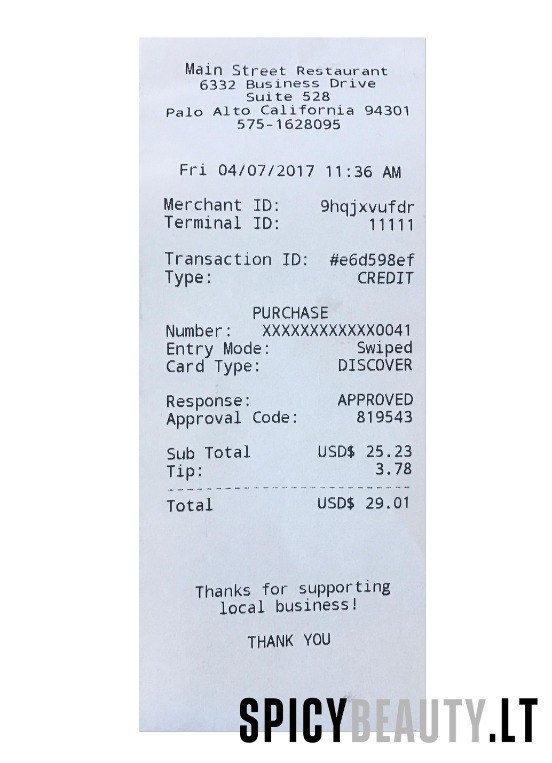 Main Street Restaurant
6332 Business Drive
Suite 528
Palo Alto California 94301
575-1628095
Fri 04/07/2017 11:36 AM
Merchant ID: 9hqjxvufdr
Terminal ID: 11111
Transaction ID: #e6d598ef
Type: CREDIT
PURCHASE
Number: XXXXXXXXXXXX0041
Entry Mode: Swiped
Card Type: DISCOVER
Response: APPROVED
Approval Code: 819543
Sub Total USD$ 25.23
Tip: 3.78
Total USD$ 29.01
Thanks for supporting
local business!
THANK YOU
SPICYBEAUTY.LT